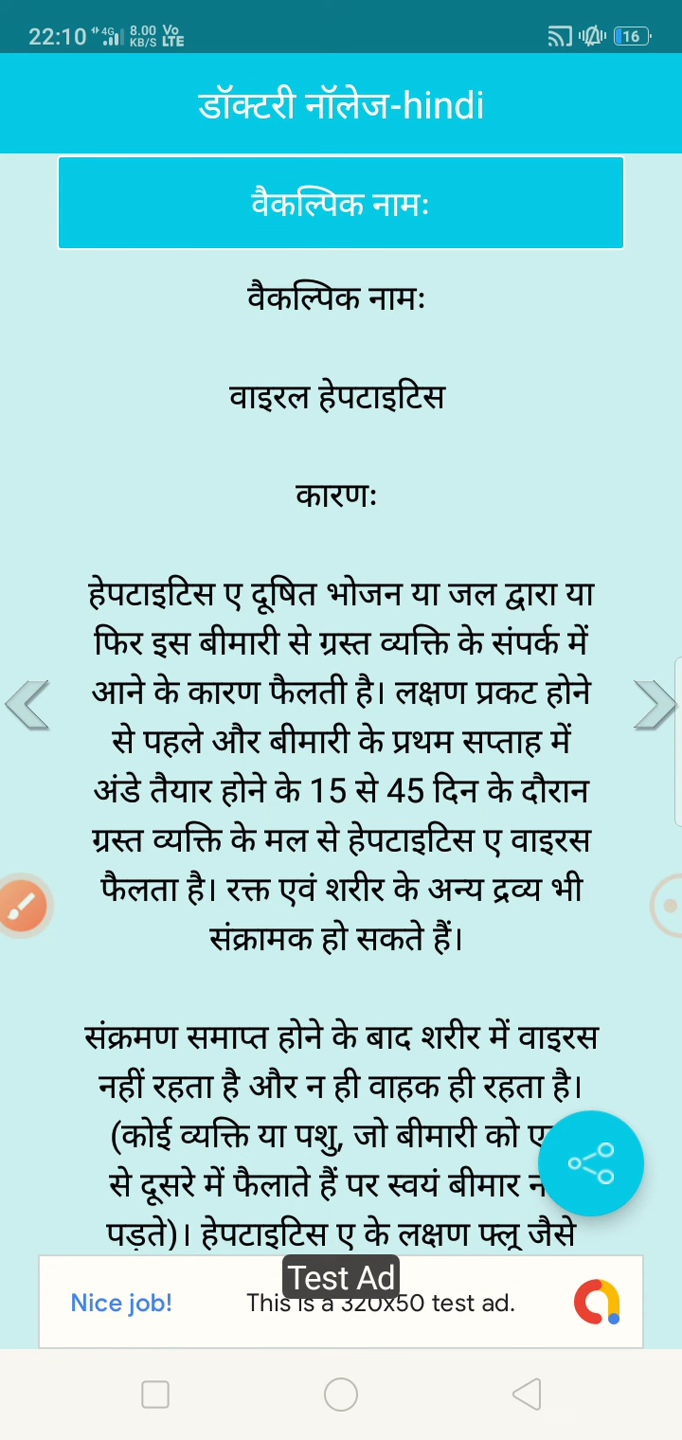 22:10 4G 8.00 KB/S Vo LTE 16
डॉक्टरी नॉलेज-hindi
वैकल्पिक नामः
वैकल्पिक नामः
वाइरल हेपटाइटिस
कारणः
हेपटाइटिस ए दूषित भोजन या जल द्वारा या
फिर इस बीमारी से ग्रस्त व्यक्ति के संपर्क में
आने के कारण फैलती है। लक्षण प्रकट होने
से पहले और बीमारी के प्रथम सप्ताह में
अंडे तैयार होने के 15 से 45 दिन के दौरान
ग्रस्त व्यक्ति के मल से हेपटाइटिस ए वाइरस
फैलता है। रक्त एवं शरीर के अन्य द्रव्य भी
संक्रामक हो सकते हैं।
संक्रमण समाप्त होने के बाद शरीर में वाइरस
नहीं रहता है और न ही वाहक ही रहता है।
(कोई व्यक्ति या पशु, जो बीमारी को
से दूसरे में फैलाते हैं पर स्वयं बीमार
पड़ते)। हेपटाइटिस ए के लक्षण फ्लू जैसे
Test Ad
Nice job! This is a 320x50 test ad.